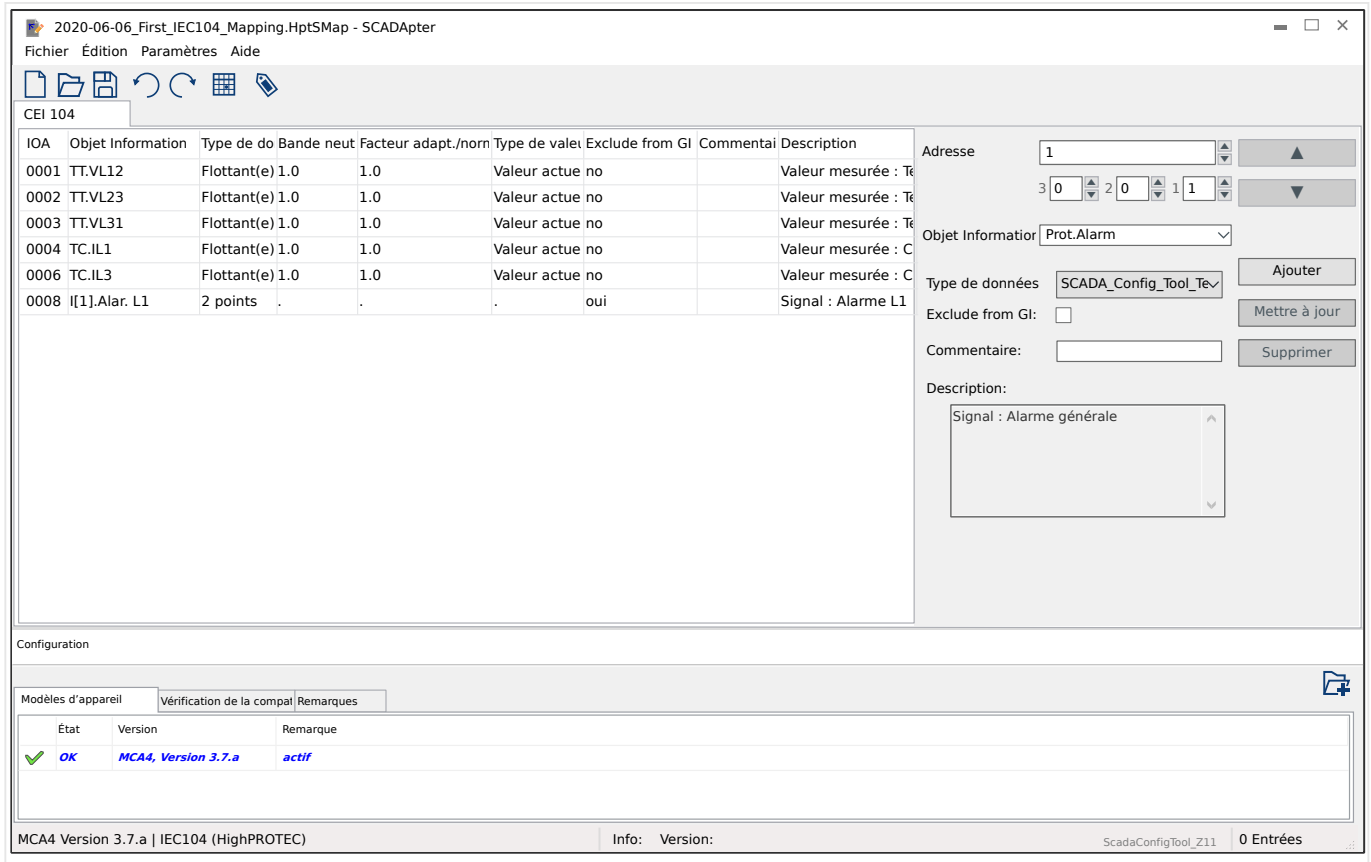 2020-06-06_First_IEC104_Mapping.HptSMap - SCADApter
Fichier Édition Paramètres Aide
CEI 104
IOA Objet Information Type de do Bande neut Facteur adapt./norn Type de valeu Exclude from GI Commentai Description
0001 TT.VL12 Flottant(e) 1.0 1.0 Valeur actue no Valeur mesurée : Te
0002 TT.VL23 Flottant(e) 1.0 1.0 Valeur actue no Valeur mesurée : Te
0003 TT.VL31 Flottant(e) 1.0 1.0 Valeur actue no Valeur mesurée : Te
0004 TC.IL1 Flottant(e) 1.0 1.0 Valeur actue no Valeur mesurée : C
0006 TC.IL3 Flottant(e) 1.0 1.0 Valeur actue no Valeur mesurée : C
0008 I[1].Alar. L1 2 points . . . oui Signal : Alarme L1
Adresse 1
3 0 2 0 1 1
Objet Information Prot.Alarm
Ajouter
Type de données SCADA_Config_Tool_Te
Exclude from GI:
Mettre à jour
Commentaire:
Supprimer
Description:
Signal : Alarme générale
Configuration
Modèles d’appareil Vérification de la compat Remarques
État Version Remarque
OK MCA4, Version 3.7.a actif
MCA4 Version 3.7.a | IEC104 (HighPROTEC) Info: Version: ScadaConfigTool_Z11 0 Entrées